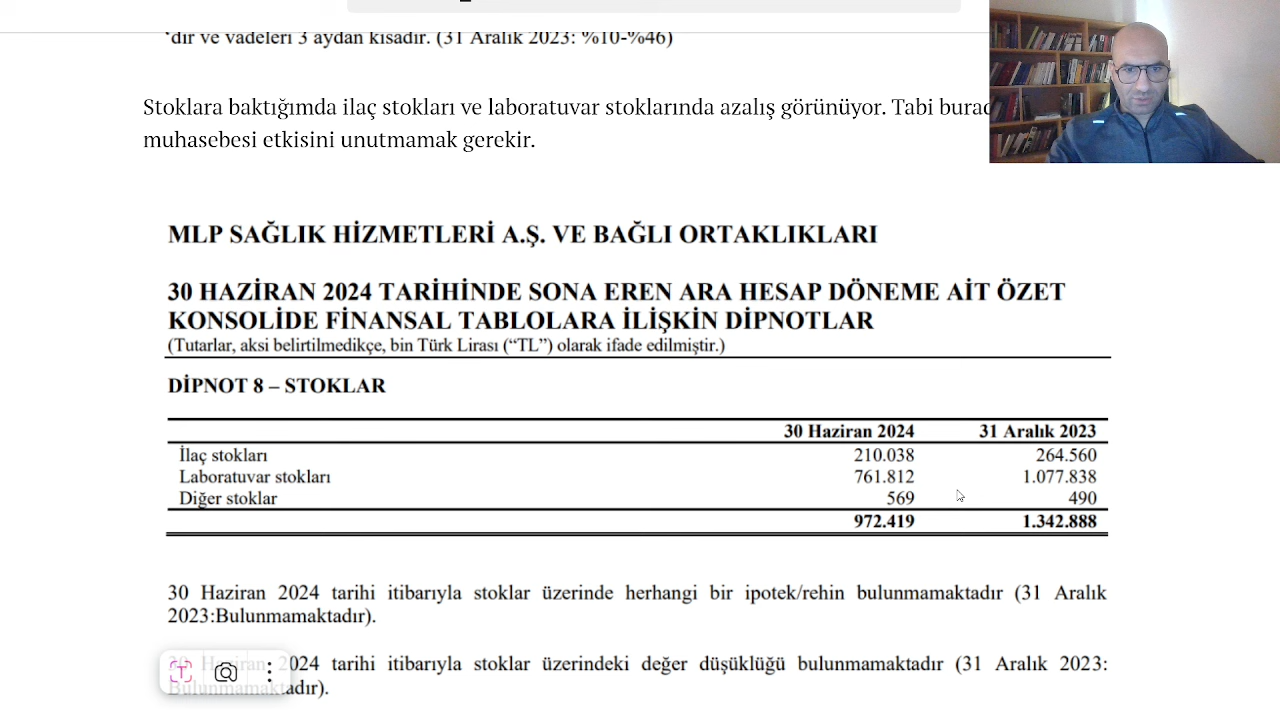 dir ve vadeleri 3 aydan kısadır. (31 Aralık 2023: %10-%46)
Stoklara baktığımda ilaç stokları ve laboratuvar stoklarında azalış görünüyor. Tabi
muhasebesi etkisini unutmamak gerekir.
MLP SAĞLIK HİZMETLERİ A.Ş. VE BAĞLI ORTAKLIKLARI
30 HAZİRAN 2024 TARİHİNDE SONA EREN ARA HESAP DÖNEME AİT ÖZET
KONSOLİDE FİNANSAL TABLOLARA İLİŞKİN DİPNOTLAR
(Tutarlar, aksi belirtilmedikçe, bin Türk Lirası (“TL”) olarak ifade edilmiştir.)
DİPNOT 8 – STOKLAR
30 Haziran 2024 31 Aralık 2023
İlaç stokları 210.038 264.560
Laboratuvar stokları 761.812 1.077.838
Diğer stoklar 569 490
972.419 1.342.888
30 Haziran 2024 tarihi itibarıyla stoklar üzerinde herhangi bir ipotek/rehin bulunmamaktadır (31 Aralık
2023:Bulunmamaktadır).
30 Haziran 2024 tarihi itibarıyla stoklar üzerindeki değer düşüklüğü bulunmamaktadır (31 Aralık 2023:
Bulunmamaktadır).